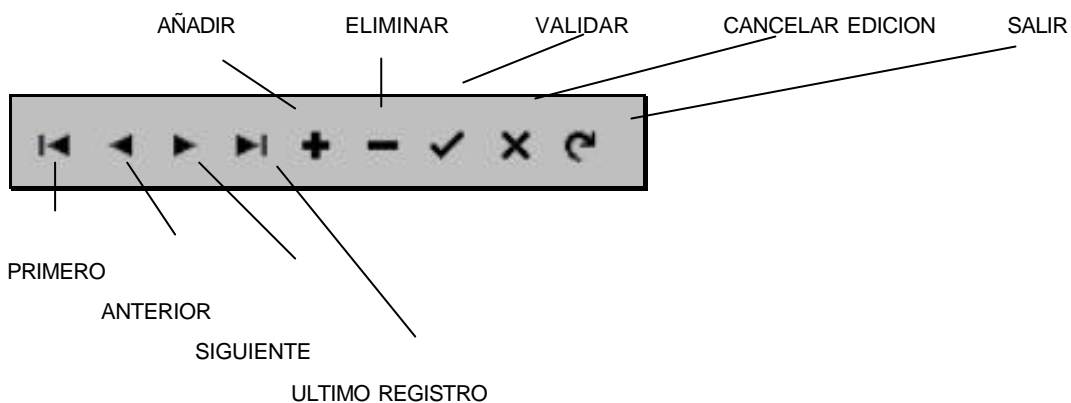 AÑADIR ELIMINAR VALIDAR CANCELAR EDICION SALIR
PRIMERO
ANTERIOR
SIGUIENTE
ULTIMO REGISTRO